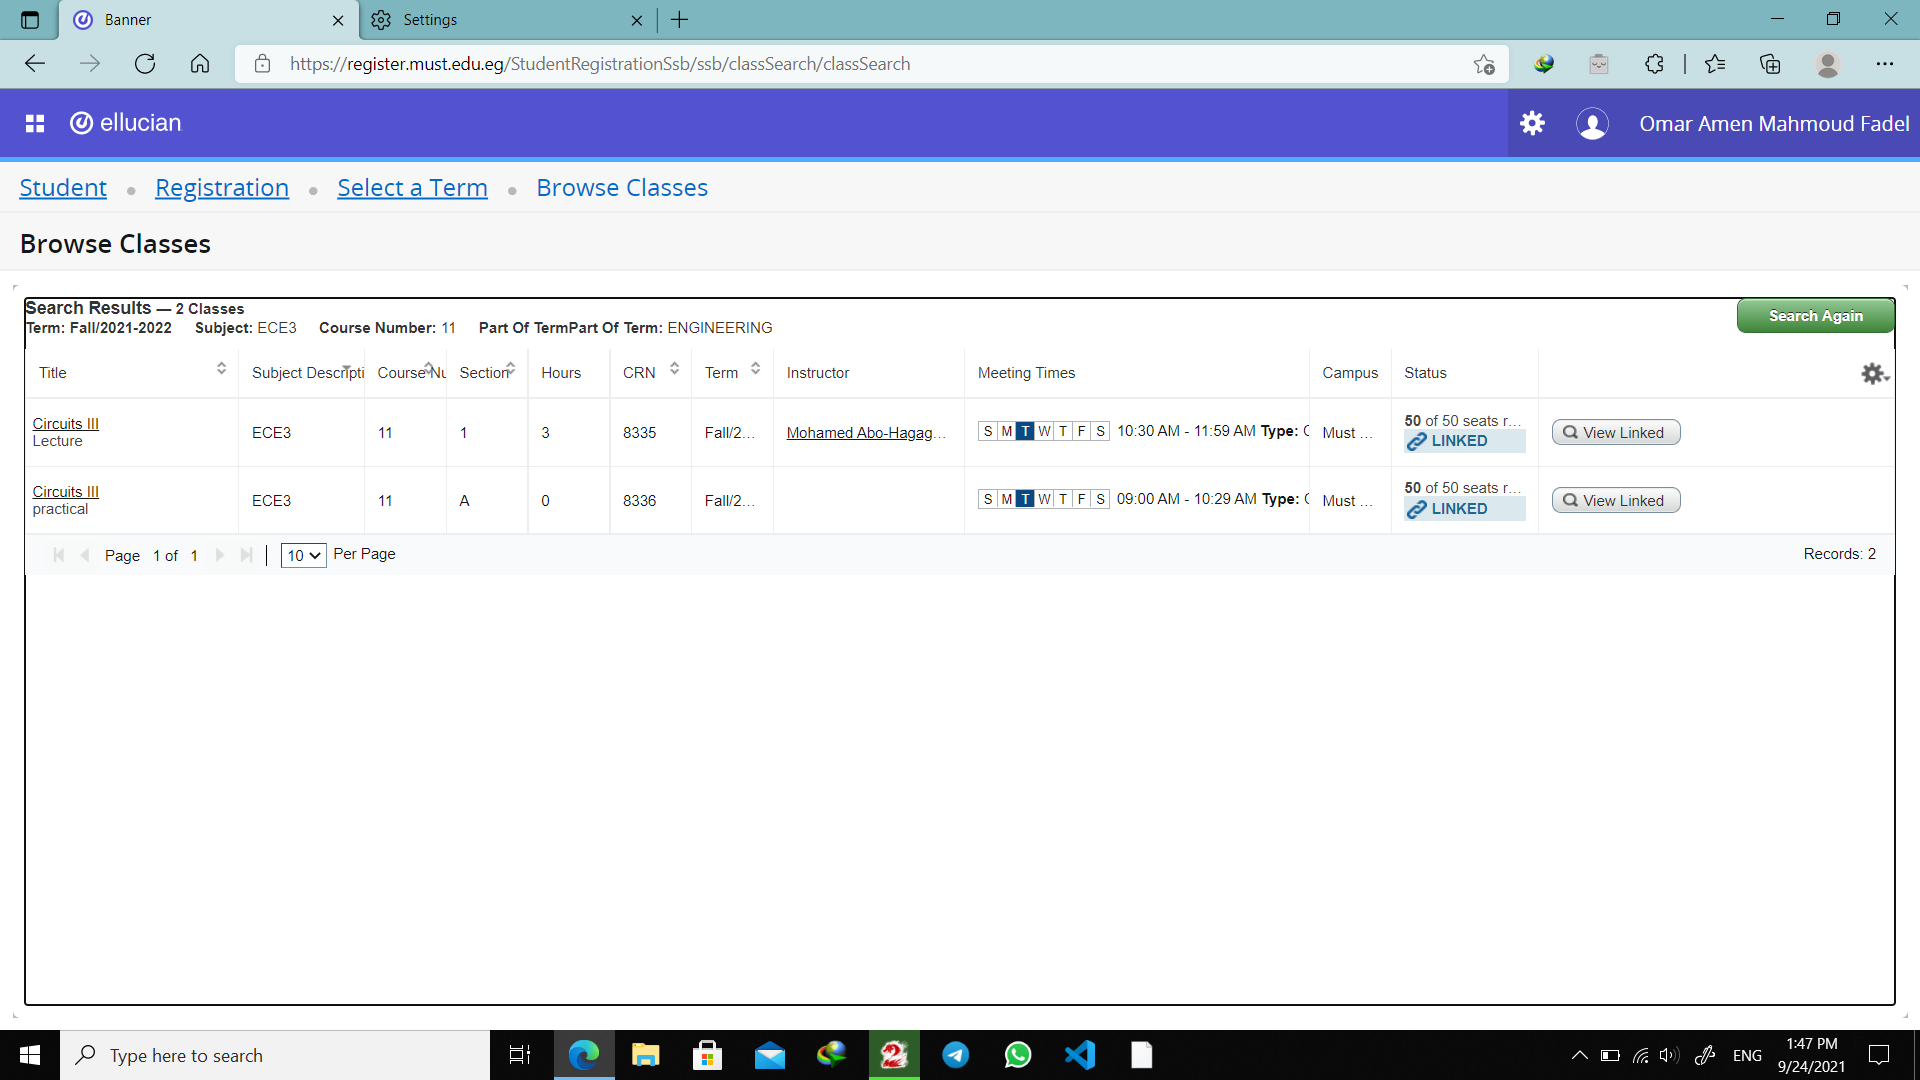 Banner
Settings
https://register.must.edu.eg/StudentRegistrationSsb/ssb/classSearch/classSearch
ellucian
Omar Amen Mahmoud Fadel
Student • Registration • Select a Term • Browse Classes
Browse Classes
Search Results — 2 Classes
Term: Fall/2021-2022 Subject: ECE3 Course Number: 11 Part Of TermPart Of Term: ENGINEERING
Search Again
Title Subject Descripti Course Nu Section Hours CRN Term Instructor Meeting Times Campus Status
Circuits III
Lecture
ECE3 11 1 3 8335 Fall/2... Mohamed Abo-Hagag... S M T W T F S 10:30 AM - 11:59 AM Type: C Must ...
50 of 50 seats r...
LINKED
View Linked
Circuits III
practical
ECE3 11 A 0 8336 Fall/2... S M T W T F S 09:00 AM - 10:29 AM Type: C Must ...
50 of 50 seats r...
LINKED
View Linked
Page 1 of 1 10 Per Page
Records: 2
Type here to search
ENG
1:47 PM
9/24/2021